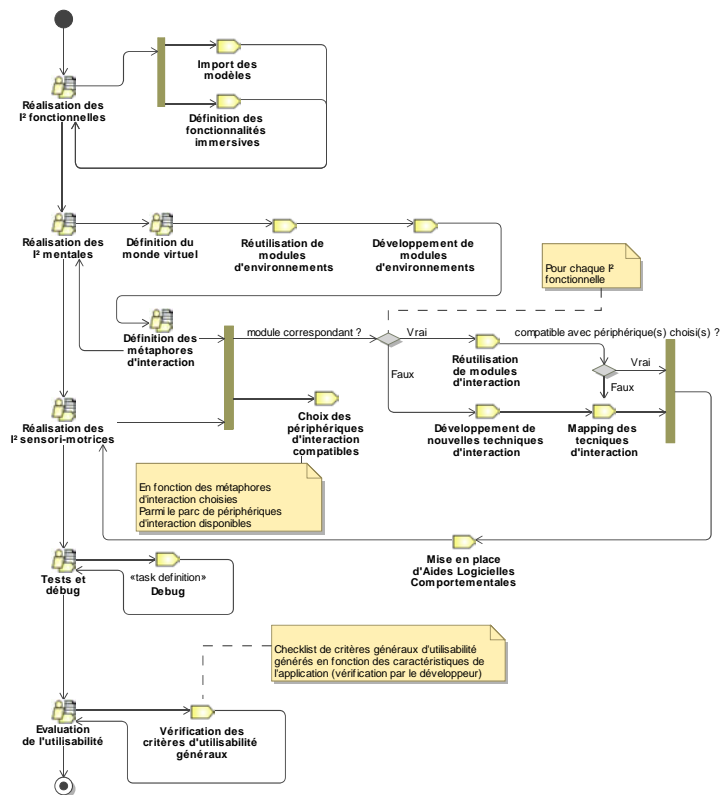 Import des
modèles
Réalisation des
I² fonctionnelles
Définition des
fonctionnalités
immersives
Réalisation des
I² mentales
Définition du
monde virtuel
Réutilisation de
modules
d'environnements
Développement de
modules
d'environnements
Pour chaque I²
fonctionnelle
Définition des
métaphores
d'interaction
module correspondant ?
Vrai
compatible avec périphérique(s) choisi(s) ?
Réutilisation
de modules
d'interaction
Vrai
Faux
Faux
Réalisation des
I² sensori-motrices
Choix des
périphériques
d'interaction
compatibles
Développement de
nouvelles techniques
d'interaction
Mapping des
tecniques
d'interaction
En fonction des métaphores
d'interaction choisies
Parmi le parc de périphériques
d'interaction disponibles
Mise en place
d'Aides Logicielles
Comportementales
Tests et
débug
«task definition»
Debug
Checklist de critères généraux d'utilisabilité
générés en fonction des caractéristiques de
l'application (vérification par le développeur)
Evaluation
de l'utilisabilité
Vérification des
critères d'utilisabilité
généraux